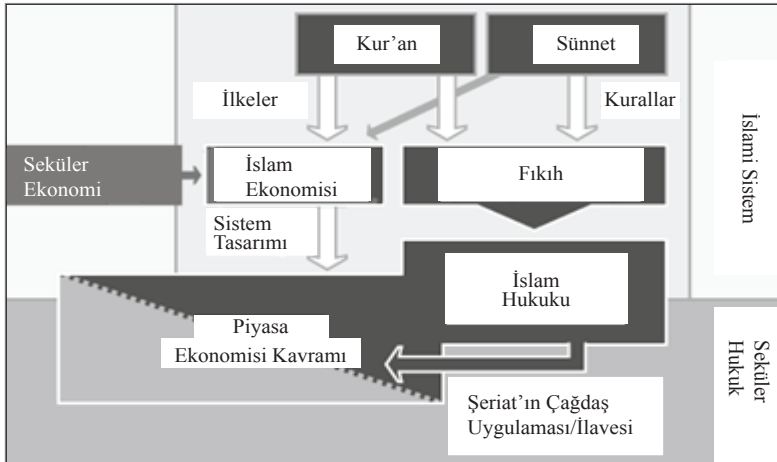 Kur'an
Sünnet
İlkeler
Kurallar
Seküler
Ekonomi
İslam
Ekonomisi
Fıkıh
Sistem
Tasarımı
İslam
Hukuku
Piyasa
Ekonomisi Kavramı
Şeriat'ın Çağdaş
Uygulaması/İlavesi
İslami Sistem
Seküler
Hukuk